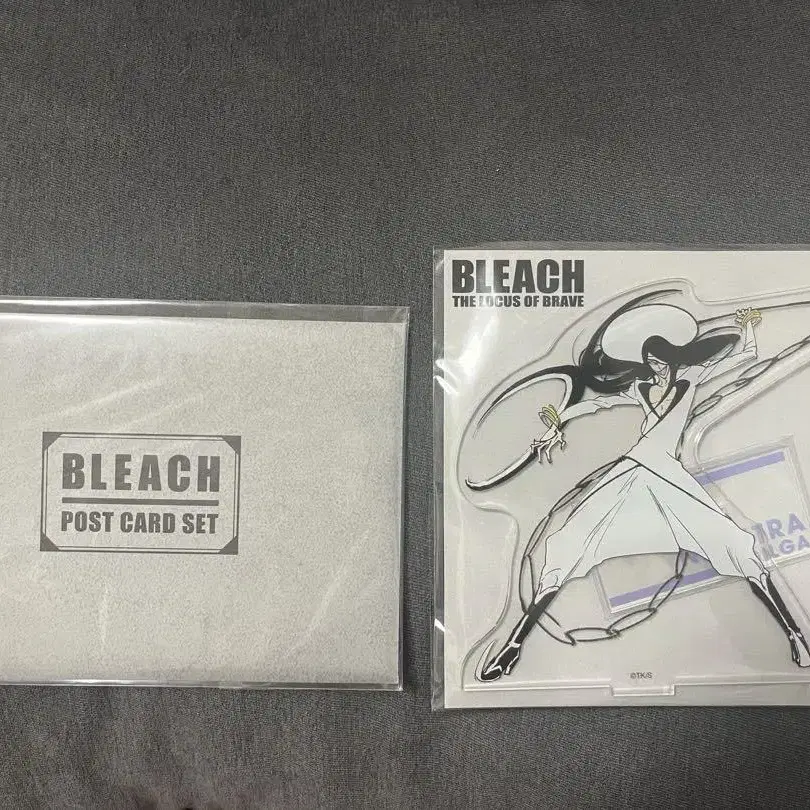 BLEACH
POST CARD SET
BLEACH
THE LOCUS OF BRAVE
©TK/S